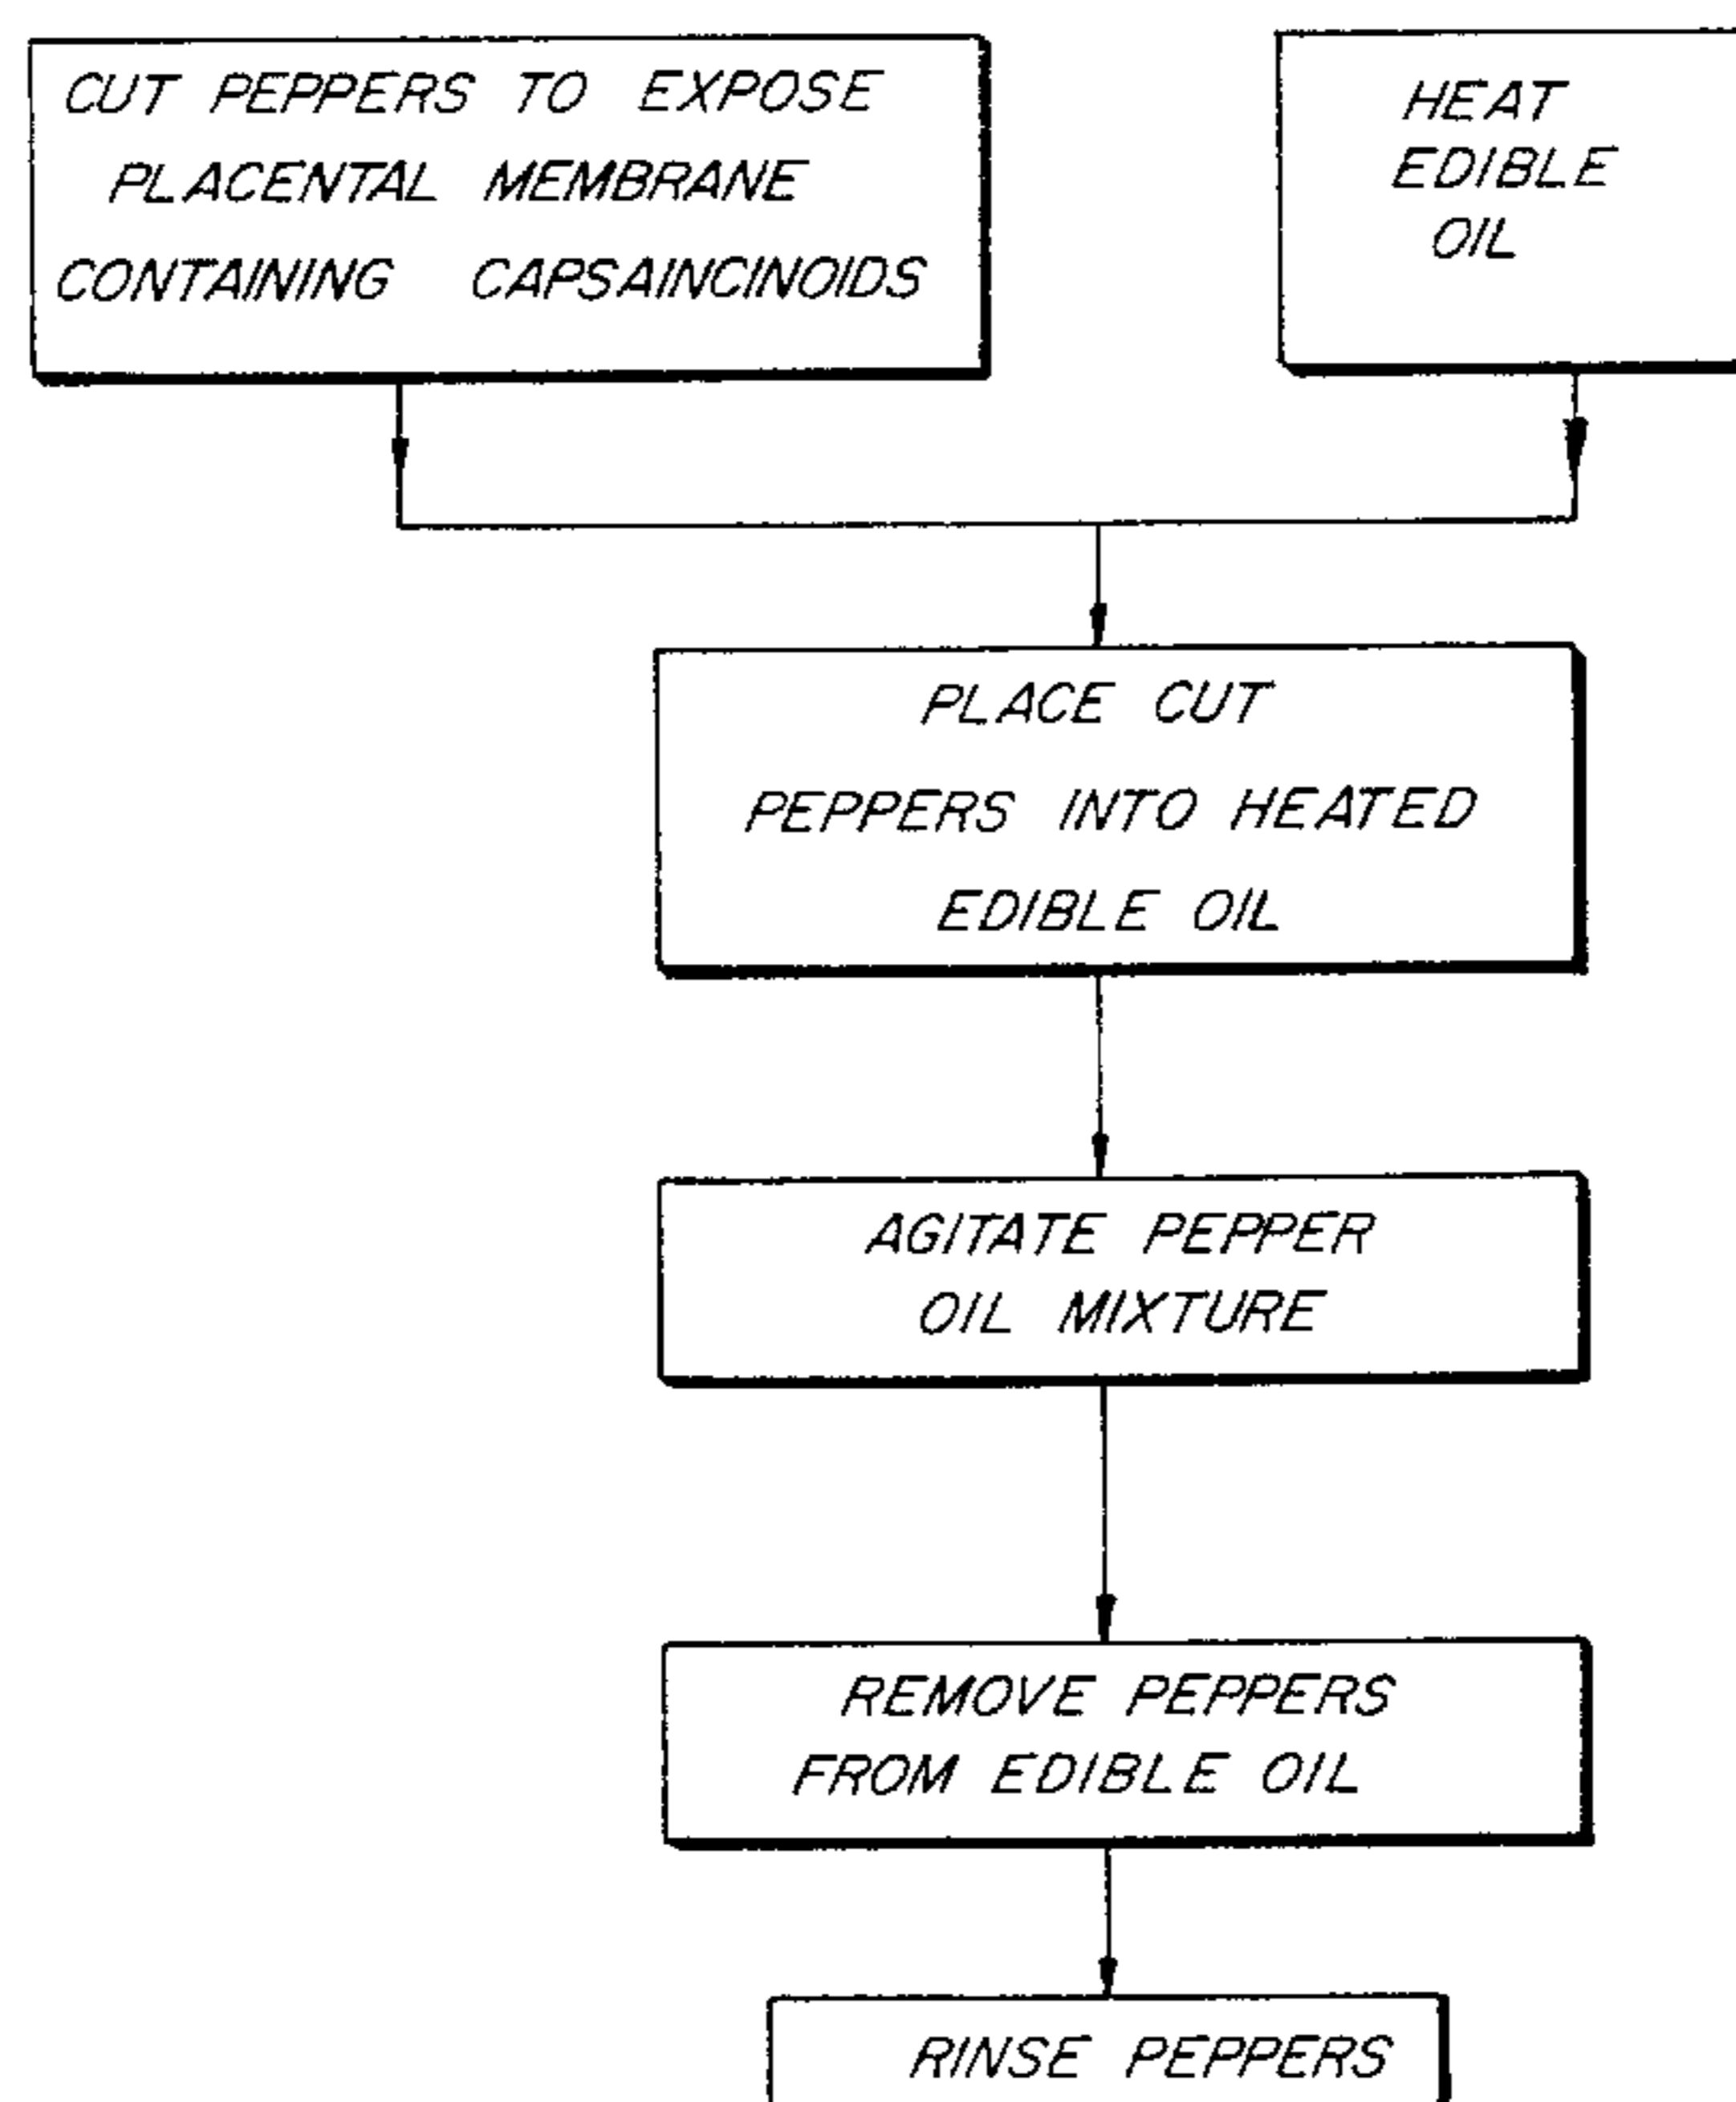 CUT PEPPERS TO EXPOSE
PLACENTAL MEMBRANE
CONTAINING CAPSAINCINOIDS
HEAT
EDIBLE
OIL
PLACE CUT
PEPPERS INTO HEATED
EDIBLE OIL
AGITATE PEPPER
OIL MIXTURE
REMOVE PEPPERS
FROM EDIBLE OIL
RINSE PEPPERS